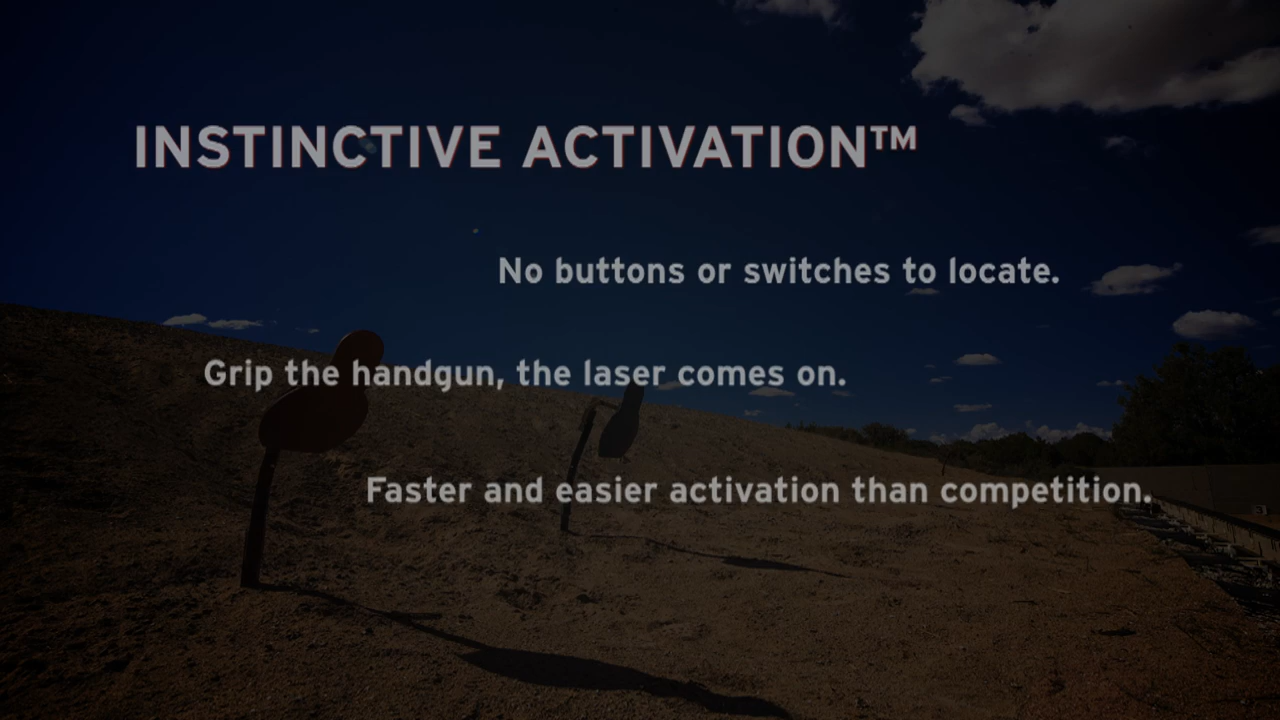 INSTINCTIVE ACTIVATION™
No buttons or switches to locate.
Grip the handgun, the laser comes on.
Faster and easier activation than competition.